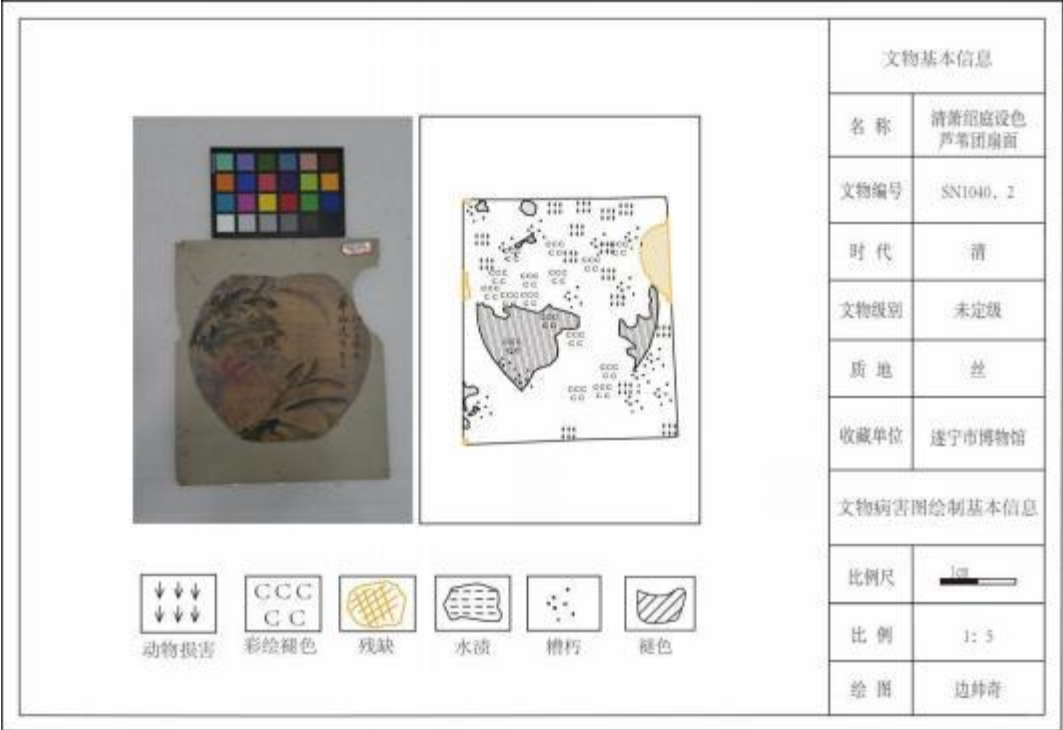 文物基本信息
名 称 清萧绍庭设色
芦苇团扇面
文物编号 SN1040、2
时 代 清
文物级别 未定级
质 地 丝
收藏单位 遂宁市博物馆
文物病害图绘制基本信息
比例尺 1cm
比 例 1：5
绘 图 边帅奇
CCC
CC
动物损害 彩绘褪色 残缺 水渍 糟朽 褪色